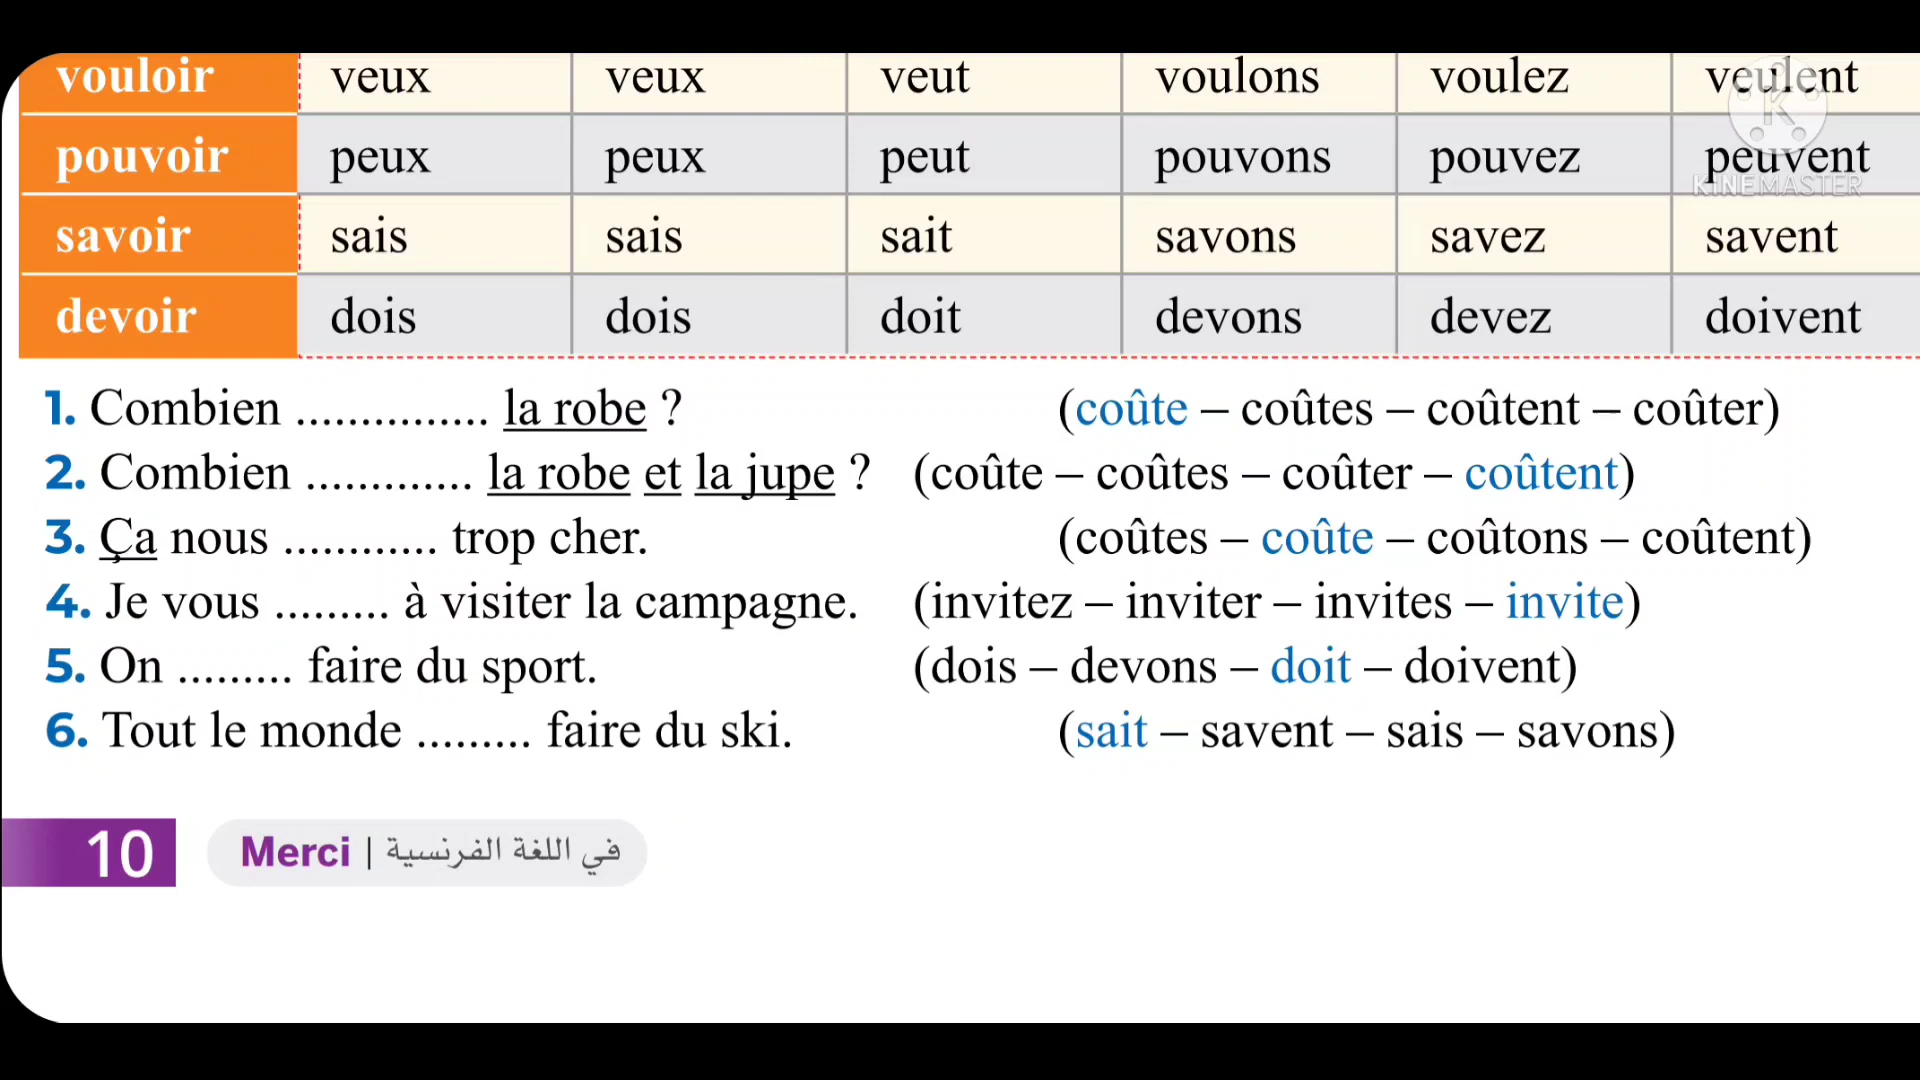 vouloir veux veux veut voulons voulez veulent
pouvoir peux peux peut pouvons pouvez peuvent
KINEMASTER
savoir sais sais sait savons savez savent
devoir dois dois doit devons devez doivent
1. Combien ............... la robe ? (coûte – coûtes – coûtent – coûter)
2. Combien ............. la robe et la jupe ? (coûte – coûtes – coûter – coûtent)
3. Ça nous ............ trop cher. (coûtes – coûte – coûtons – coûtent)
4. Je vous ......... à visiter la campagne. (invitez – inviter – invites – invite)
5. On ......... faire du sport. (dois – devons – doit – doivent)
6. Tout le monde ......... faire du ski. (sait – savent – sais – savons)
10 Merci | في اللغة الفرنسية